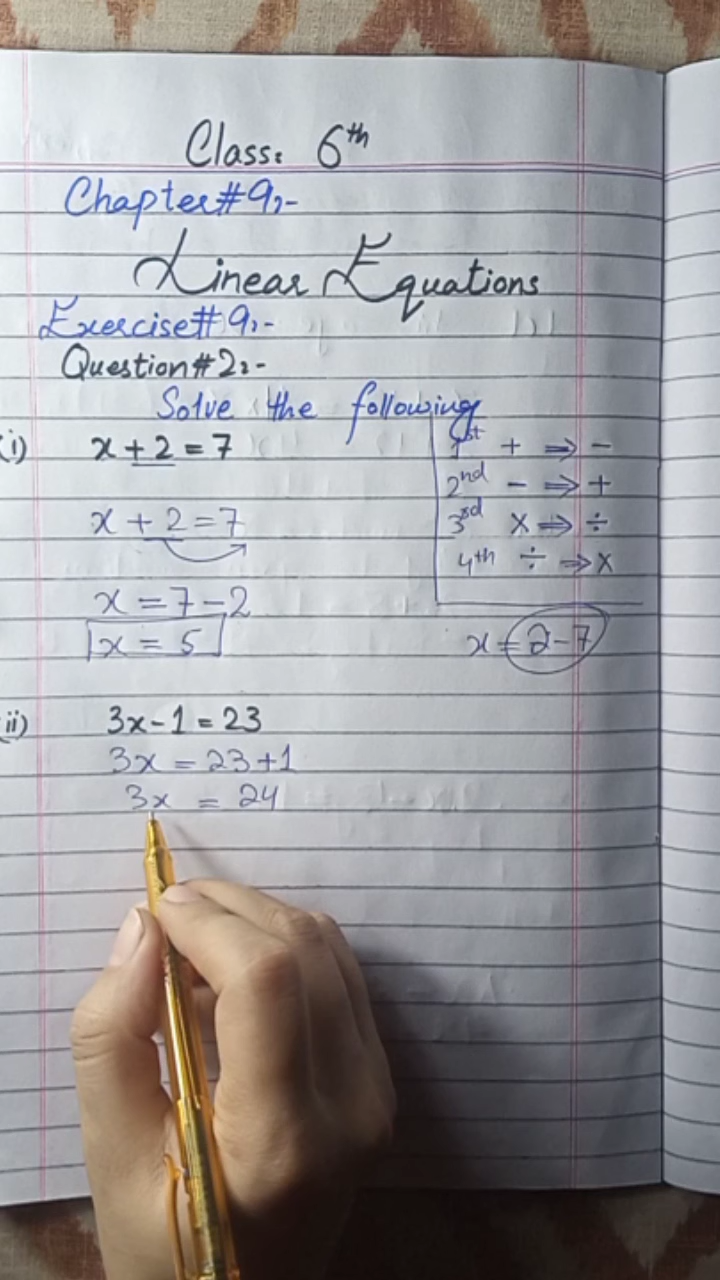 Class: 6th
Chapter#9:-
Linear Equations
Exercise#9:-
Question#2:-
Solve the following
(i) x + 2 = 7
x + 2 = 7
x = 7 - 2
x = 5
1st + ⇒ -
2nd - ⇒ +
3rd × ⇒ ÷
4th ÷ ⇒ ×
x = 2 - 7
(ii) 3x - 1 = 23
3x = 23 + 1
3x = 24